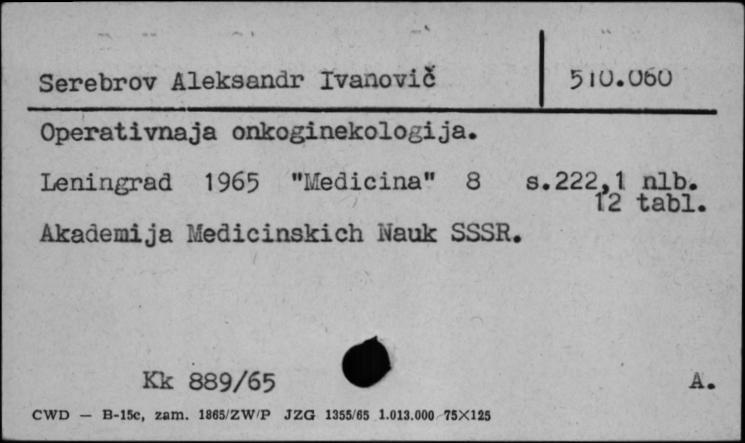 Serebrov Aleksandr Ivanovič 510.060
Operativnaja onkoginekologija.
Leningrad 1965 "Medicina" 8 s.222,1 nlb.
12 tabl.
Akademija Medicinskich Nauk SSSR.
Kk 889/65 A.
CWD — B-15c, zam. 1865/ZW/P JZG 1355/65 1.013.000 75X125